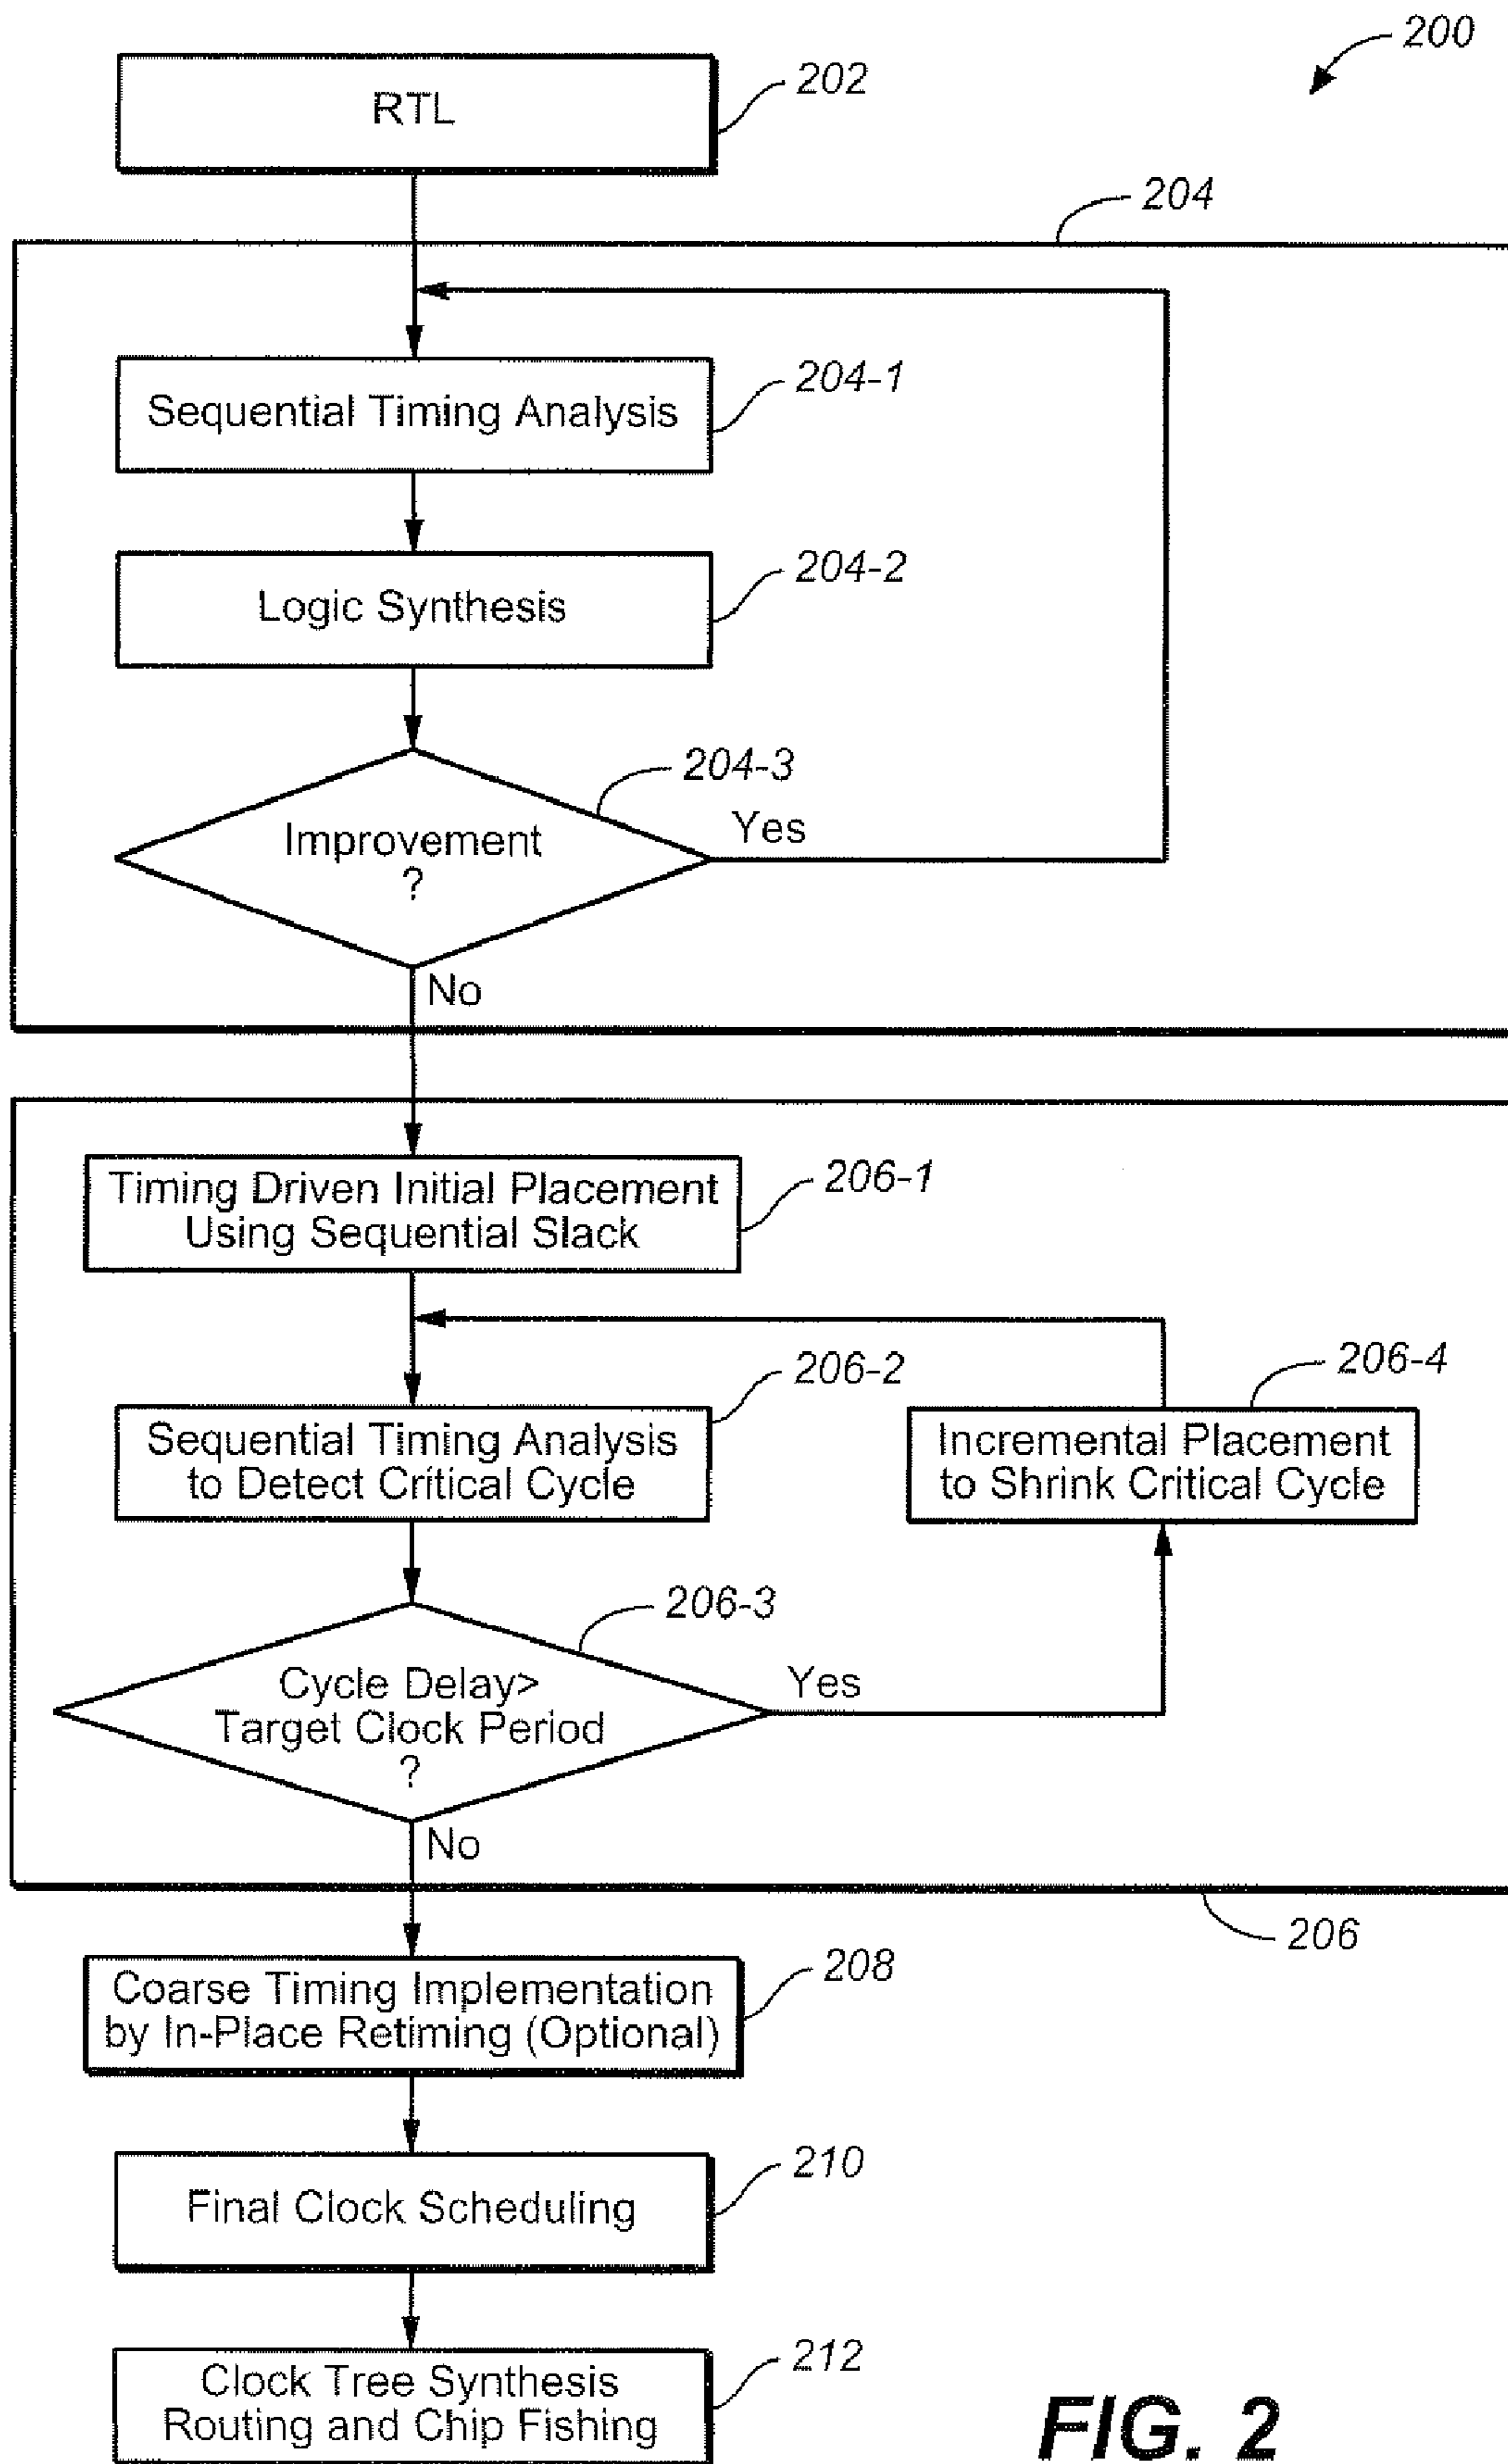 200
RTL
202
204
Sequential Timing Analysis
204-1
Logic Synthesis
204-2
204-3
Improvement
?
Yes
No
Timing Driven Initial Placement
Using Sequential Slack
206-1
Sequential Timing Analysis
to Detect Critical Cycle
206-2
Incremental Placement
to Shrink Critical Cycle
206-4
206-3
Cycle Delay>
Target Clock Period
?
Yes
No
206
Coarse Timing Implementation
by In-Place Retiming (Optional)
208
Final Clock Scheduling
210
Clock Tree Synthesis
Routing and Chip Fishing
212
FIG. 2